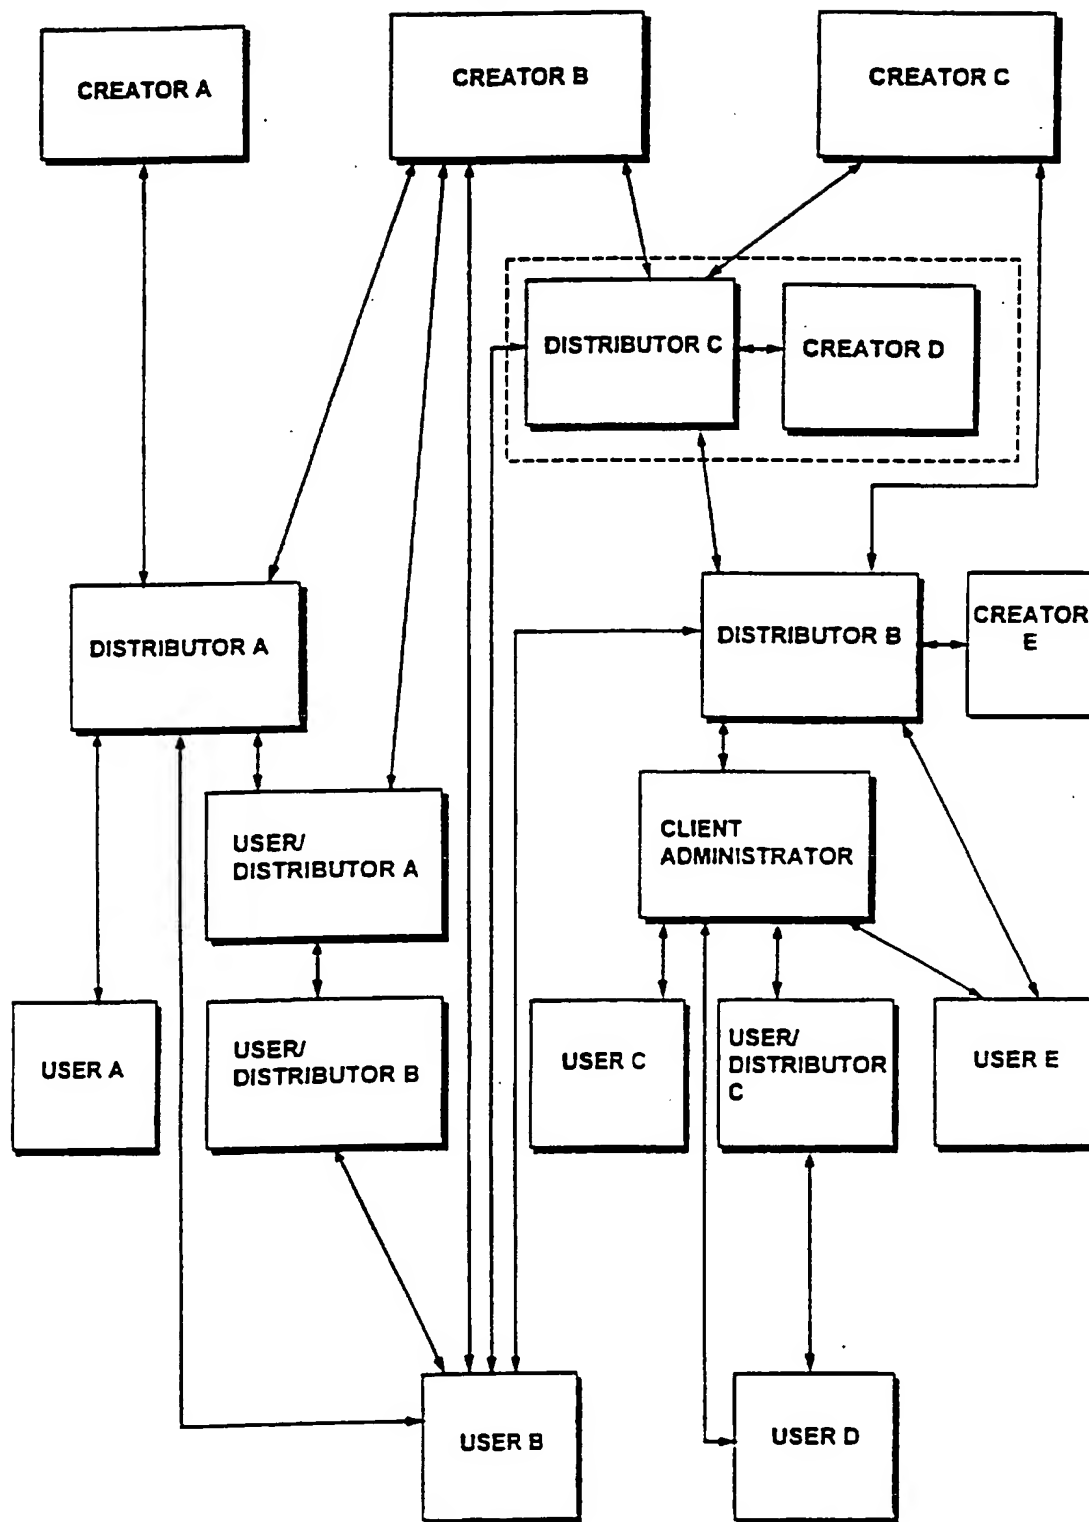 CREATOR A
CREATOR B
CREATOR C
DISTRIBUTOR C
CREATOR D
DISTRIBUTOR A
DISTRIBUTOR B
CREATOR
E
USER/
DISTRIBUTOR A
CLIENT
ADMINISTRATOR
USER A
USER/
DISTRIBUTOR B
USER C
USER/
DISTRIBUTOR
C
USER E
USER B
USER D